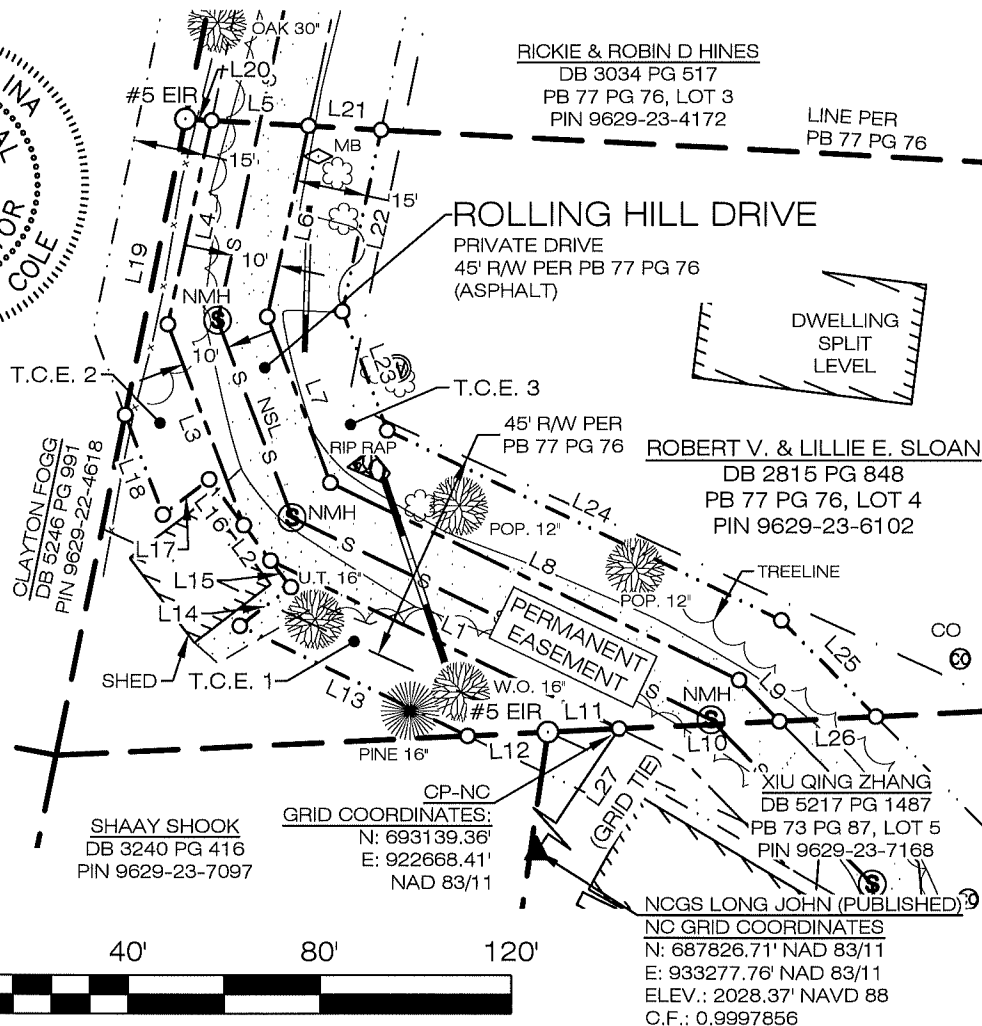 INA
AL
YOR
COLE
OAK 30"
L20
#5 EIR
L5
L21
RICKIE & ROBIN D HINES
DB 3034 PG 517
PB 77 PG 76, LOT 3
PIN 9629-23-4172
LINE PER
PB 77 PG 76
MB
15'
15'
L4
S
L6
L22
L19
10'
ROLLING HILL DRIVE
PRIVATE DRIVE
45' R/W PER PB 77 PG 76
(ASPHALT)
NMH
S
10'
DWELLING
SPLIT
LEVEL
L23
T.C.E. 2
S
L7
T.C.E. 3
NSL
L3
S
45' R/W PER
PB 77 PG 76
RIP RAP
ROBERT V. & LILLIE E. SLOAN
DB 2815 PG 848
PB 77 PG 76, LOT 4
PIN 9629-23-6102
CLAYTON FOGG
DB 5246 PG 991
PIN 9629-22-4618
L18
L24
NMH
S
L16
L17
POP. 12"
S
L2
L8
L15
U.T. 16"
S
TREELINE
L14
POP. 12"
PERMANENT
EASEMENT
L1
CO
CO
L25
SHED
T.C.E. 1
L13
W.O. 16"
S
NMH
S
L9
#5 EIR
L11
L10
L26
PINE 16"
L12
S
L27
(GRID TIE)
CP-NC
GRID COORDINATES:
N: 693139.36'
E: 922668.41'
NAD 83/11
XIU QING ZHANG
DB 5217 PG 1487
PB 73 PG 87, LOT 5
PIN 9629-23-7168
SHAAY SHOOK
DB 3240 PG 416
PIN 9629-23-7097
S
NCGS LONG JOHN (PUBLISHED)
NC GRID COORDINATES
N: 687826.71' NAD 83/11
E: 933277.76' NAD 83/11
ELEV.: 2028.37' NAVD 88
C.F.: 0.9997856
40'
80'
120'